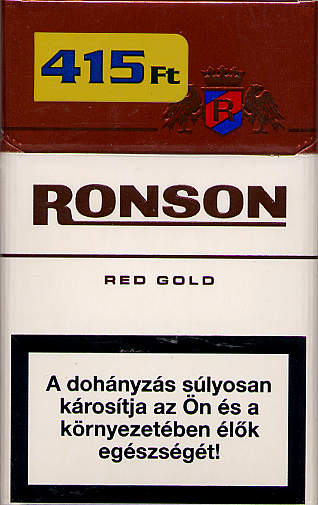 415 Ft
R
RONSON
RED GOLD
A dohányzás súlyosan
károsítja az Ön és a
környezetében élők
egészségét!